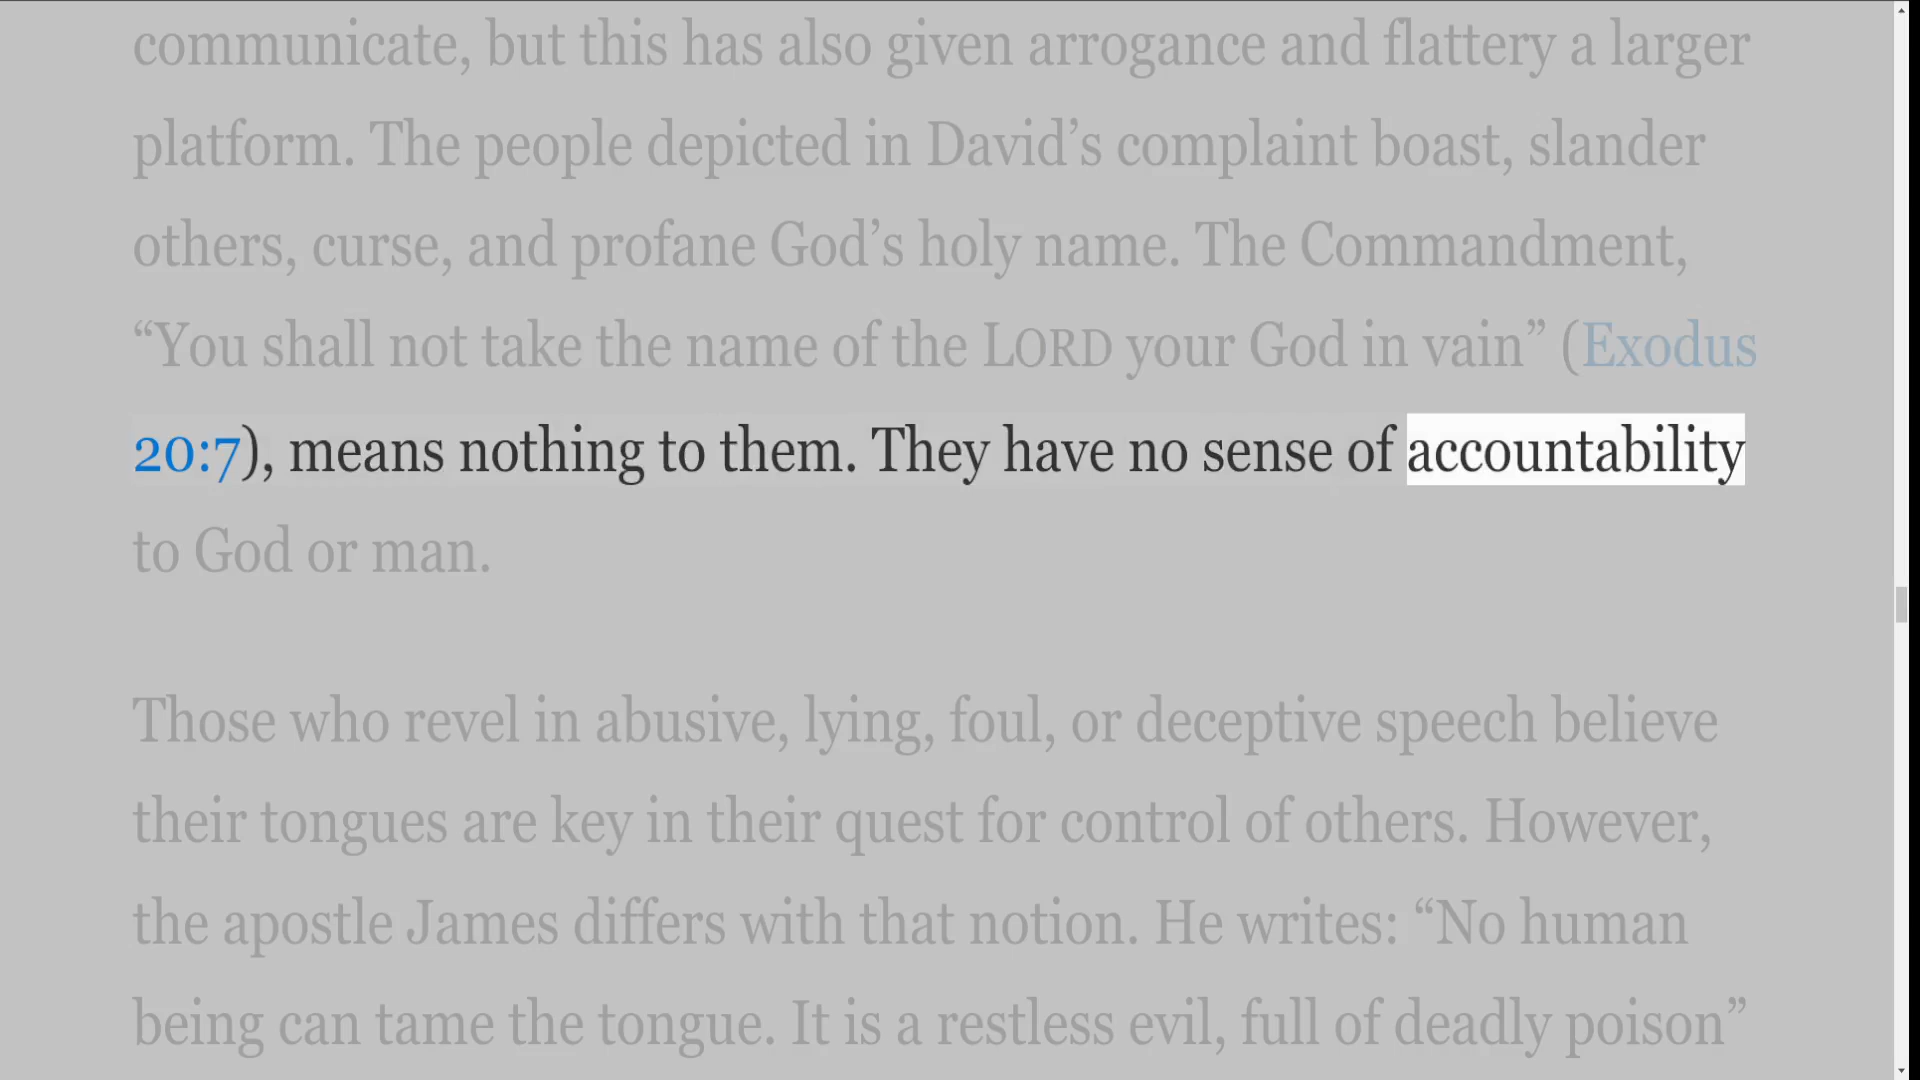 communicate, but this has also given arrogance and flattery a larger
platform. The people depicted in David’s complaint boast, slander
others, curse, and profane God’s holy name. The Commandment,
“You shall not take the name of the LORD your God in vain” (Exodus
20:7), means nothing to them. They have no sense of accountability
to God or man.
Those who revel in abusive, lying, foul, or deceptive speech believe
their tongues are key in their quest for control of others. However,
the apostle James differs with that notion. He writes: “No human
being can tame the tongue. It is a restless evil, full of deadly poison”